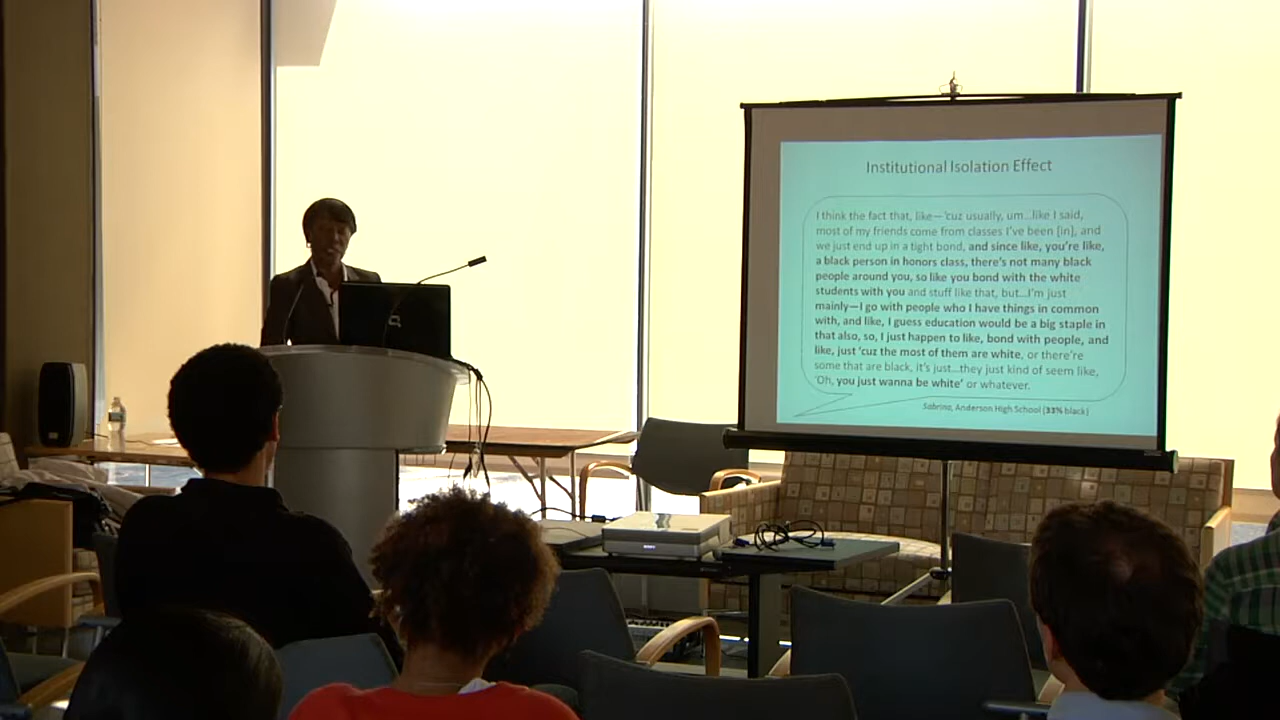 Institutional Isolation Effect
I think the fact that, like—'cuz usually, um...like I said,
most of my friends come from classes I've been [in], and
we just end up in a tight bond, and since like, you're like,
a black person in honors class, there's not many black
people around you, so like you bond with the white
students with you and stuff like that, but...I'm just
mainly—I go with people who I have things in common
with, and like, I guess education would be a big staple in
that also, so, I just happen to like, bond with people, and
like, just 'cuz the most of them are white, or there're
some that are black, it's just...they just kind of seem like,
'Oh, you just wanna be white' or whatever.
Sabrina, Anderson High School (33% black)
SONY